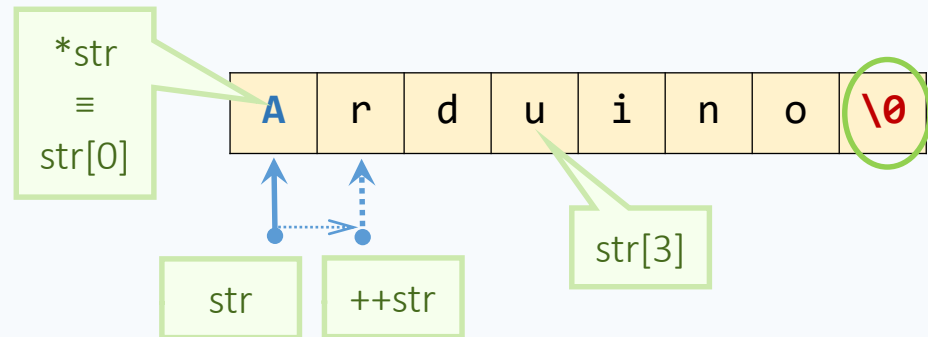 *str
≡
str[0]
A r d u i n o \0
str[3]
str
++str